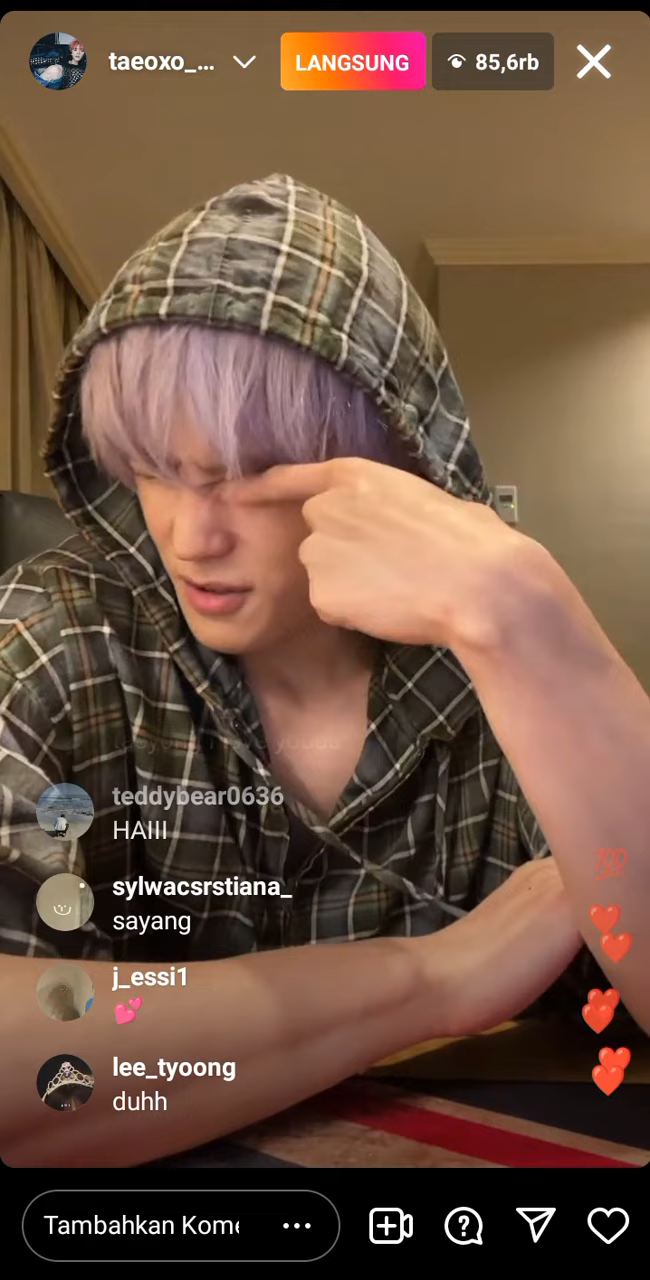 taeoxo_...
LANGSUNG
85,6rb
teddybear0636
HAIII
sylwacsrstiana_
sayang
j_essi1
lee_tyoong
duhh
Tambahkan Kome